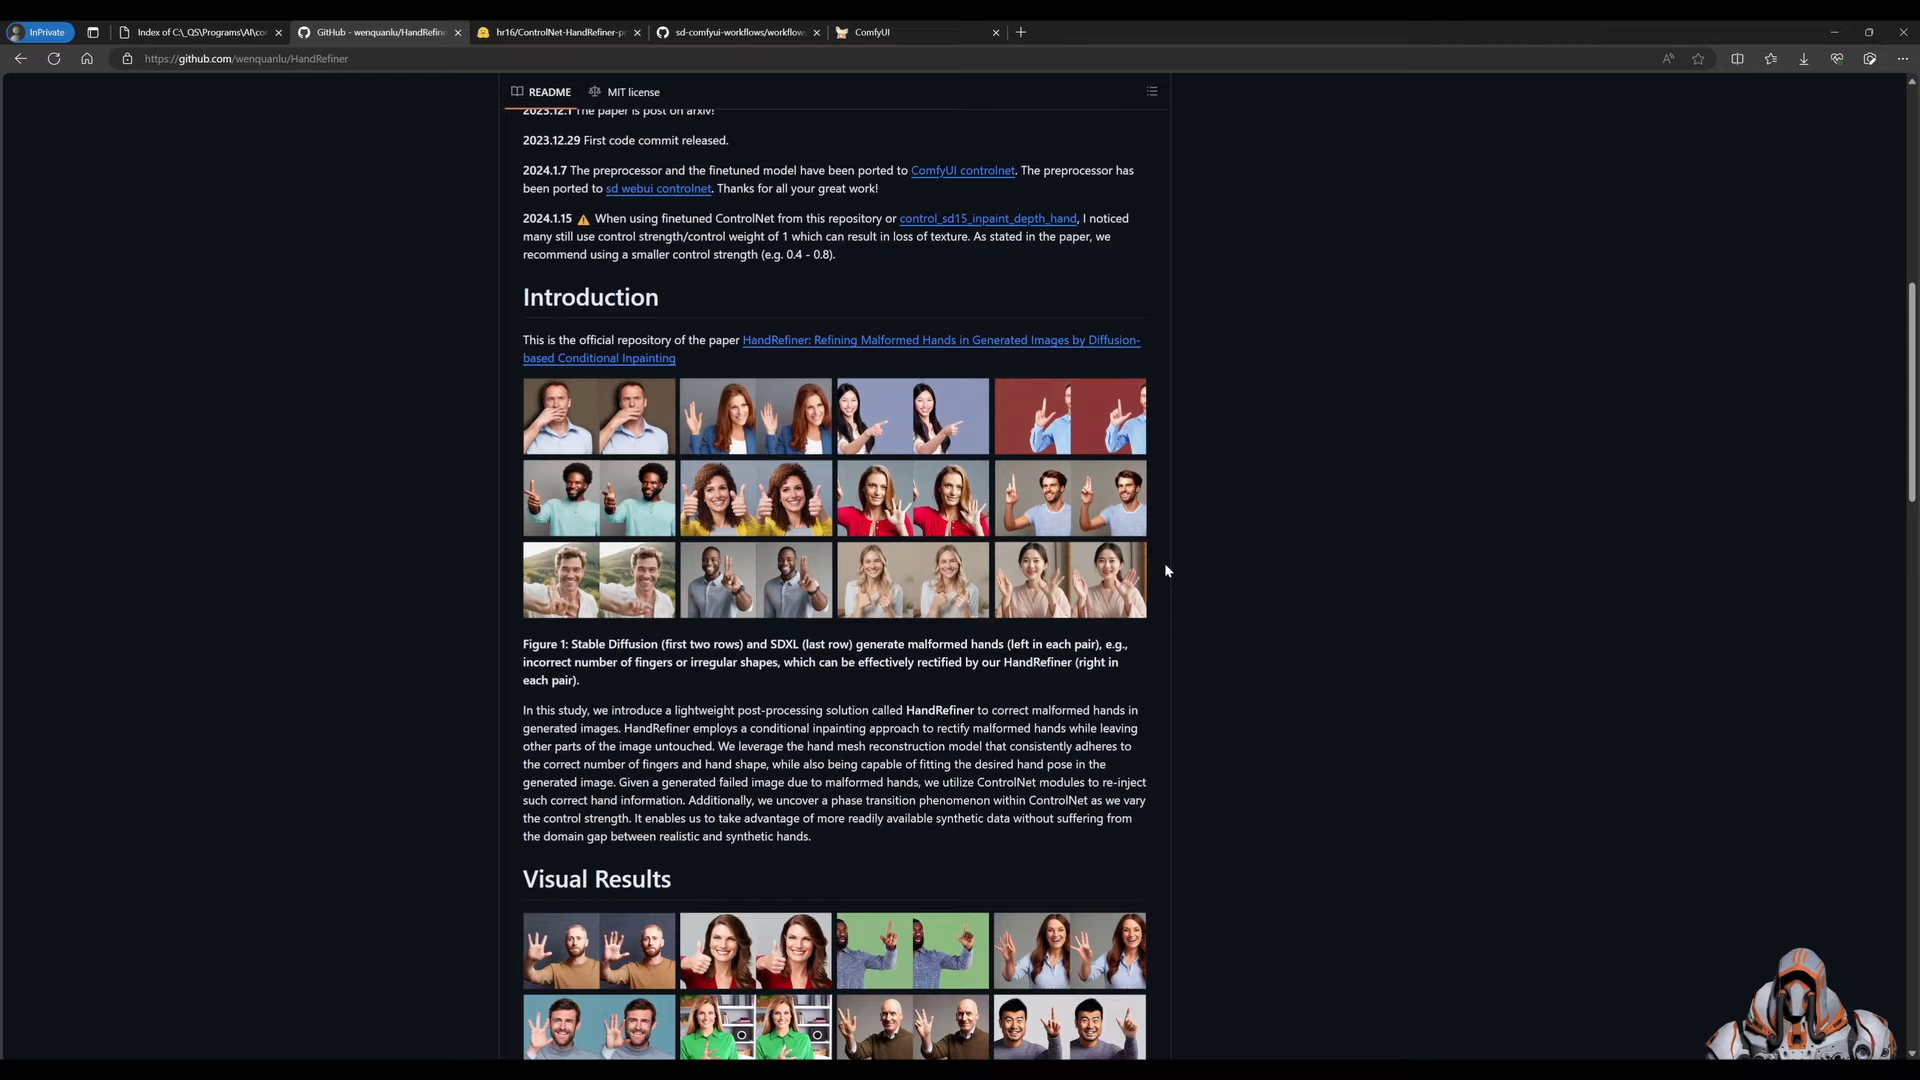 InPrivate
Index of C:\_QS\Programs\AI\co
GitHub - wenquanlu/HandRefine
hr16/ControlNet-HandRefiner-p
sd-comfyui-workflows/workflow
ComfyUI
https://github.com/wenquanlu/HandRefiner
README
MIT license
2023.12.1 The paper is post on arxiv!
2023.12.29 First code commit released.
2024.1.7 The preprocessor and the finetuned model have been ported to ComfyUI controlnet. The preprocessor has
been ported to sd webui controlnet. Thanks for all your great work!
2024.1.15 ⚠ When using finetuned ControlNet from this repository or control_sd15_inpaint_depth_hand, I noticed
many still use control strength/control weight of 1 which can result in loss of texture. As stated in the paper, we
recommend using a smaller control strength (e.g. 0.4 - 0.8).
Introduction
This is the official repository of the paper HandRefiner: Refining Malformed Hands in Generated Images by Diffusion-
based Conditional Inpainting
Figure 1: Stable Diffusion (first two rows) and SDXL (last row) generate malformed hands (left in each pair), e.g.,
incorrect number of fingers or irregular shapes, which can be effectively rectified by our HandRefiner (right in
each pair).
In this study, we introduce a lightweight post-processing solution called HandRefiner to correct malformed hands in
generated images. HandRefiner employs a conditional inpainting approach to rectify malformed hands while leaving
other parts of the image untouched. We leverage the hand mesh reconstruction model that consistently adheres to
the correct number of fingers and hand shape, while also being capable of fitting the desired hand pose in the
generated image. Given a generated failed image due to malformed hands, we utilize ControlNet modules to re-inject
such correct hand information. Additionally, we uncover a phase transition phenomenon within ControlNet as we vary
the control strength. It enables us to take advantage of more readily available synthetic data without suffering from
the domain gap between realistic and synthetic hands.
Visual Results